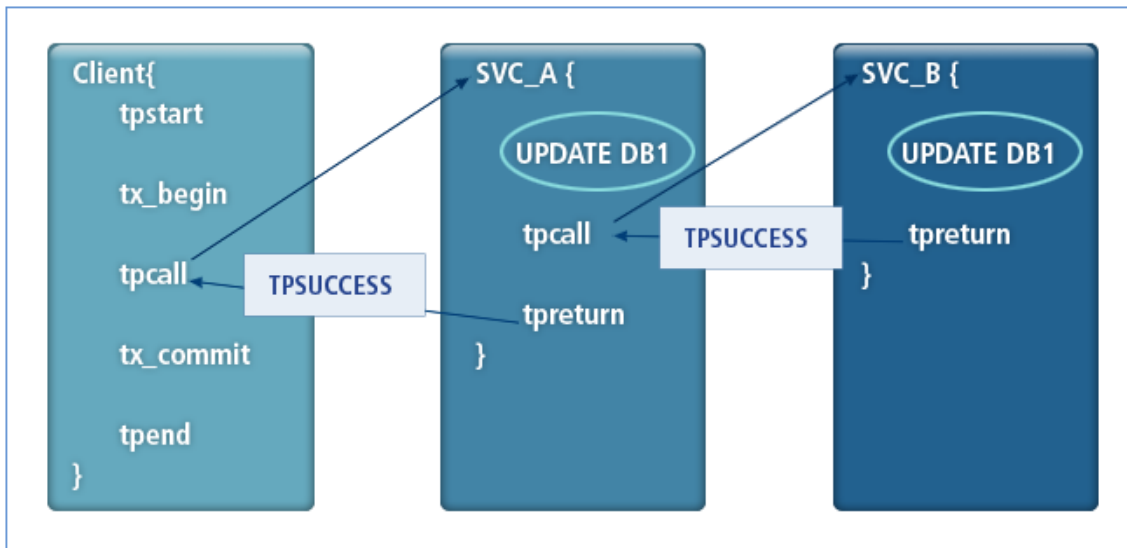 Client{
tpstart
tx_begin
tpcall
TPSUCCESS
tx_commit
tpend
}
SVC_A {
UPDATE DB1
tpcall
TPSUCCESS
tpreturn
}
SVC_B {
UPDATE DB1
tpreturn
}